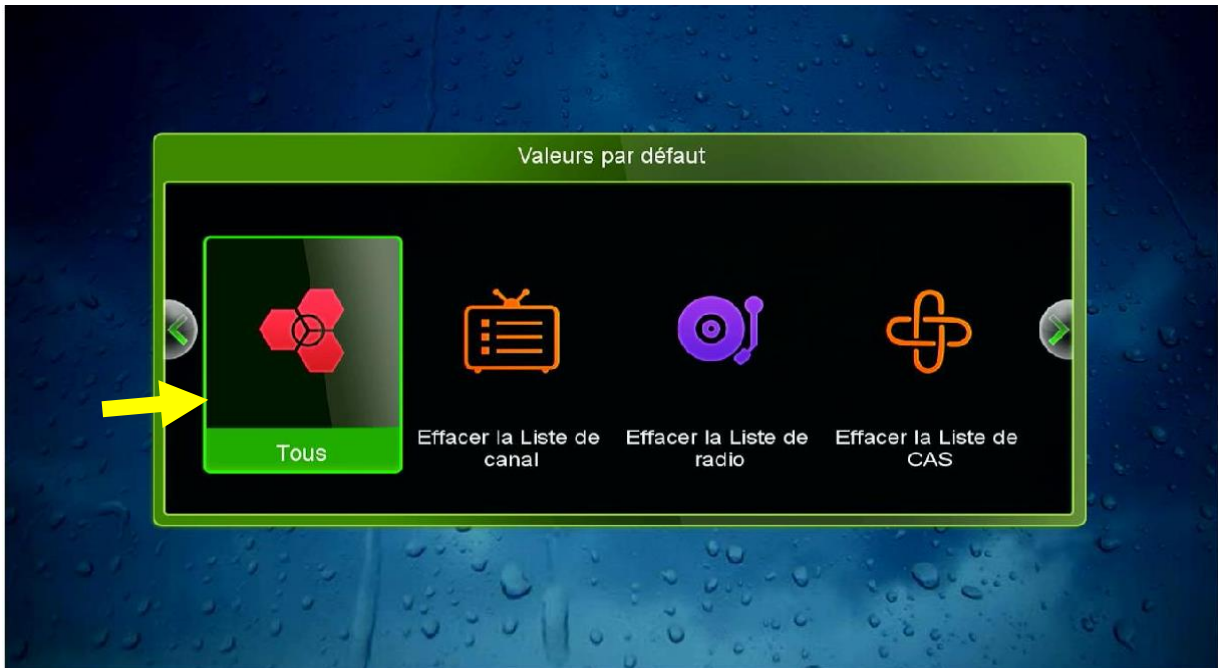 Valeurs par défaut
Tous
Effacer la Liste de
canal
Effacer la Liste de
radio
Effacer la Liste de
CAS